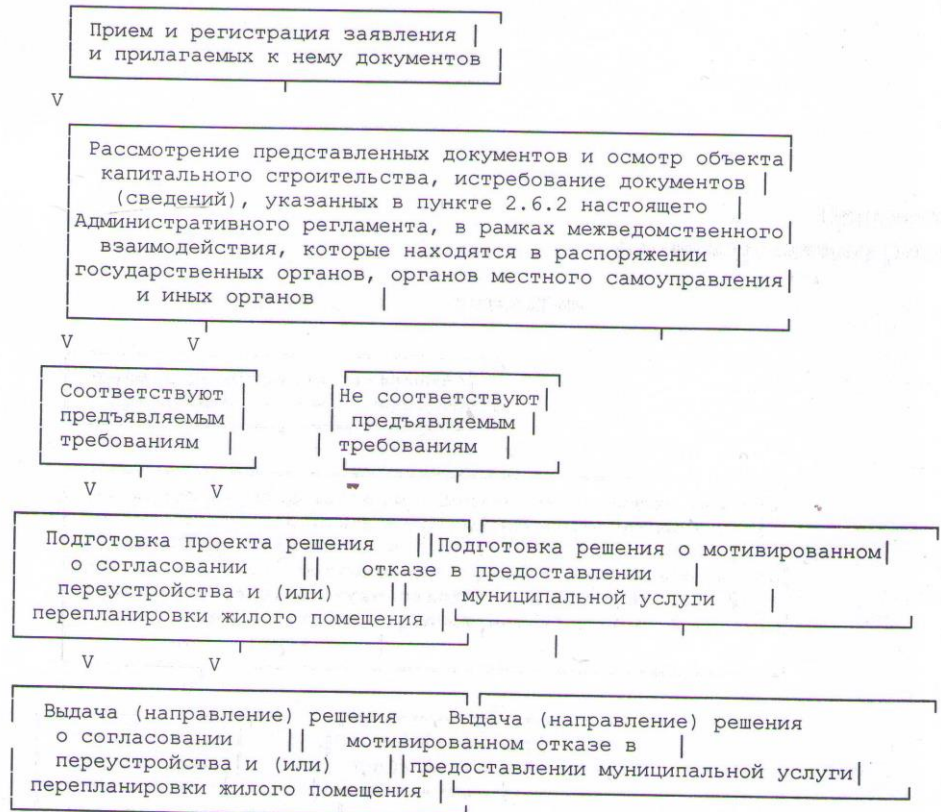 Прием и регистрация заявления
и прилагаемых к нему документов
V
Рассмотрение представленных документов и осмотр объекта
капитального строительства, истребование документов
(сведений), указанных в пункте 2.6.2 настоящего
Административного регламента, в рамках межведомственного
взаимодействия, которые находятся в распоряжении
государственных органов, органов местного самоуправления
и иных органов
V V
Соответствуют
предъявляемым
требованиям
Не соответствуют
предъявляемым
требованиям
V V
Подготовка проекта решения
о согласовании
переустройства и (или)
перепланировки жилого помещения
Подготовка решения о мотивированном
отказе в предоставлении
муниципальной услуги
V V
Выдача (направление) решения
о согласовании
переустройства и (или)
перепланировки жилого помещения
Выдача (направление) решения
мотивированном отказе в
предоставлении муниципальной услуги